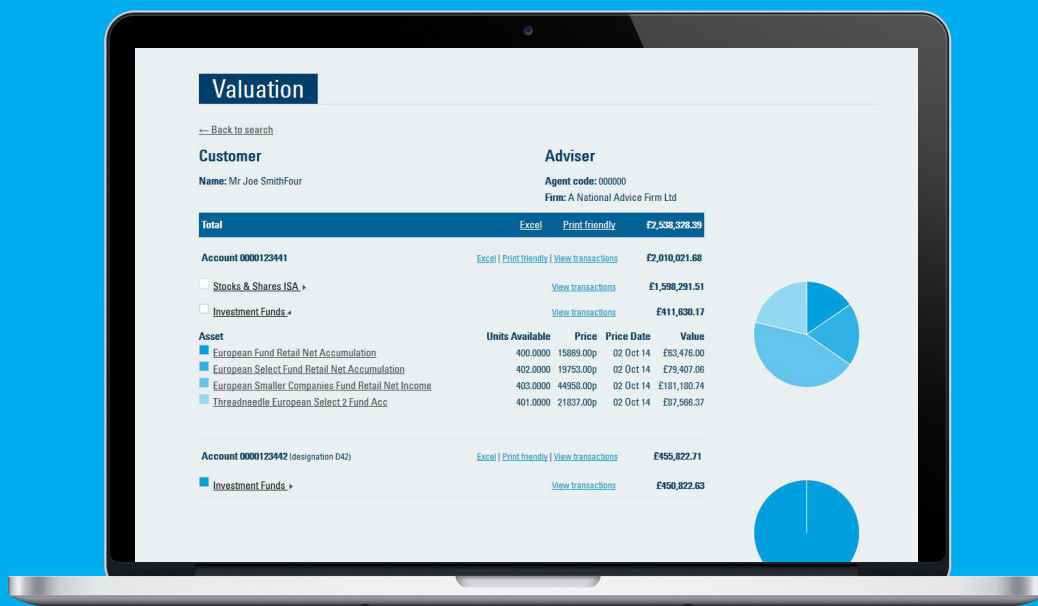 Valuation
← Back to search
Customer Adviser
Name: Mr Joe SmithFour Agent code: 000000
Firm: A National Advice Firm Ltd
Total Excel Print friendly £2,538,328.39
Account 0000123441 Excel | Print friendly | View transactions £2,010,021.68
Stocks & Shares ISA View transactions £1,598,291.51
Investment Funds View transactions £411,630.17
Asset Units Available Price Price Date Value
European Fund Retail Net Accumulation 400.0000 15869.00p 02 Oct 14 £63,476.00
European Select Fund Retail Net Accumulation 402.0000 19753.00p 02 Oct 14 £79,407.06
European Smaller Companies Fund Retail Net Income 403.0000 44958.00p 02 Oct 14 £181,180.74
Threadneedle European Select 2 Fund Acc 401.0000 21837.00p 02 Oct 14 £87,566.37
Account 0000123442 (designation D42) Excel | Print friendly | View transactions £455,822.71
Investment Funds View transactions £450,822.63